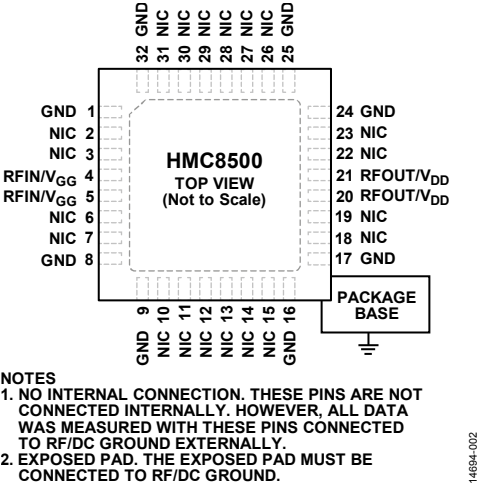 32 GND
31 NIC
30 NIC
29 NIC
28 NIC
27 NIC
26 NIC
25 GND
GND 1
NIC 2
NIC 3
RFIN/VGG 4
RFIN/VGG 5
NIC 6
NIC 7
GND 8
HMC8500
TOP VIEW
(Not to Scale)
24 GND
23 NIC
22 NIC
21 RFOUT/VDD
20 RFOUT/VDD
19 NIC
18 NIC
17 GND
GND 9
NIC 10
NIC 11
NIC 12
NIC 13
NIC 14
NIC 15
GND 16
PACKAGE
BASE
NOTES
1. NO INTERNAL CONNECTION. THESE PINS ARE NOT
CONNECTED INTERNALLY. HOWEVER, ALL DATA
WAS MEASURED WITH THESE PINS CONNECTED
TO RF/DC GROUND EXTERNALLY.
2. EXPOSED PAD. THE EXPOSED PAD MUST BE
CONNECTED TO RF/DC GROUND.
14694-002